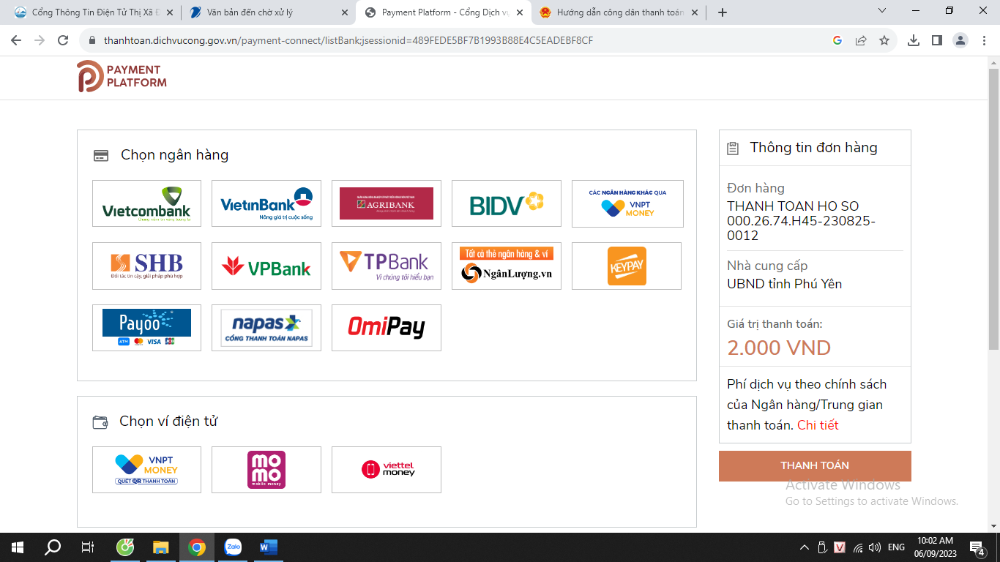 Cổng Thông Tin Điện Tử Thị Xã Đ
Văn bản đến chờ xử lý
Payment Platform - Cổng Dịch vụ
Hướng dẫn công dân thanh toán
thanhtoan.dichvucong.gov.vn/payment-connect/listBank;jsessionid=489FEDE5BF7B1993B88E4C5EADEBF8CF
PAYMENT
PLATFORM
Chọn ngân hàng
Vietcombank
Chung niềm tin vững tương lai
VietinBank
Nâng giá trị cuộc sống
AGRIBANK
BIDV
CÁC NGÂN HÀNG KHÁC QUA
VNPT
MONEY
SHB
Đối tác tin cậy, giải pháp phù hợp
VPBank
TPBank
Vì chúng tôi hiểu bạn
Tất cả thẻ ngân hàng & ví
NgânLượng.vn
KEYPAY
Payoo
ATM VISA JCB
napas
CỔNG THANH TOÁN NAPAS
OmiPay
Chọn ví điện tử
VNPT
MONEY
QUÉT QR THANH TOÁN
mo
mo
mobile money
viettel
money
Thông tin đơn hàng
Đơn hàng
THANH TOAN HO SO
000.26.74.H45-230825-
0012
Nhà cung cấp
UBND tỉnh Phú Yên
Giá trị thanh toán:
2.000 VND
Phí dịch vụ theo chính sách
của Ngân hàng/Trung gian
thanh toán. Chi tiết
THANH TOÁN
Activate Windows
Go to Settings to activate Windows.
Zalo
ENG
10:02 AM
06/09/2023
4